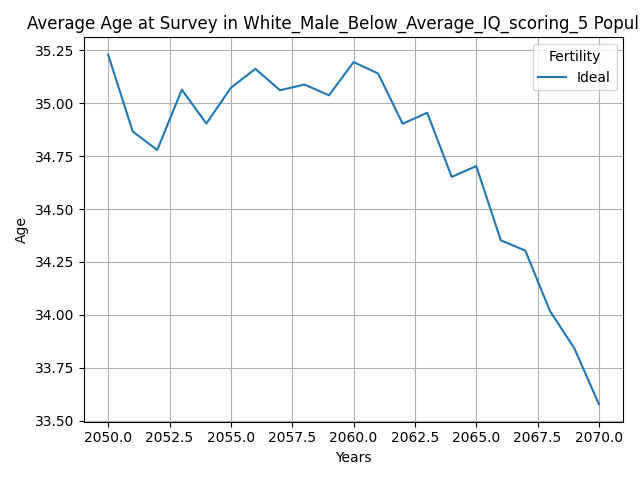 Average Age at Survey in White_Male_Below_Average_IQ_scoring_5 Popul
Fertility
Ideal
35.25
35.00
34.75
34.50
34.25
34.00
33.75
33.50
Age
2050.0 2052.5 2055.0 2057.5 2060.0 2062.5 2065.0 2067.5 2070.0
Years